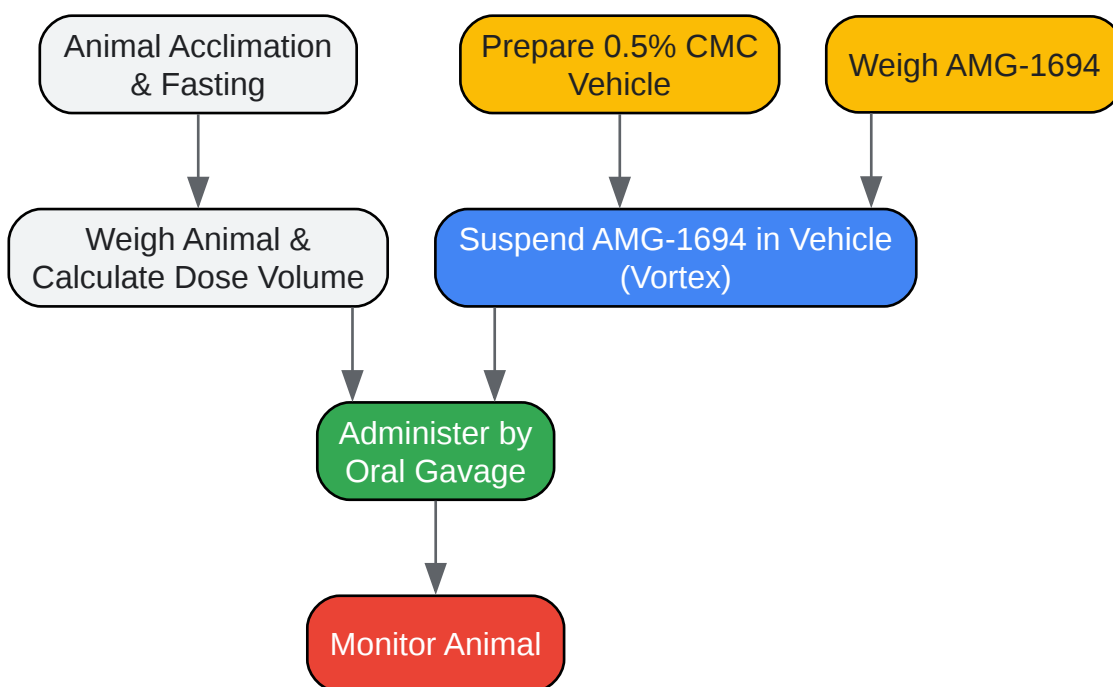 Animal Acclimation
& Fasting
Prepare 0.5% CMC
Vehicle
Weigh AMG-1694
Weigh Animal &
Calculate Dose Volume
Suspend AMG-1694 in Vehicle
(Vortex)
Administer by
Oral Gavage
Monitor Animal